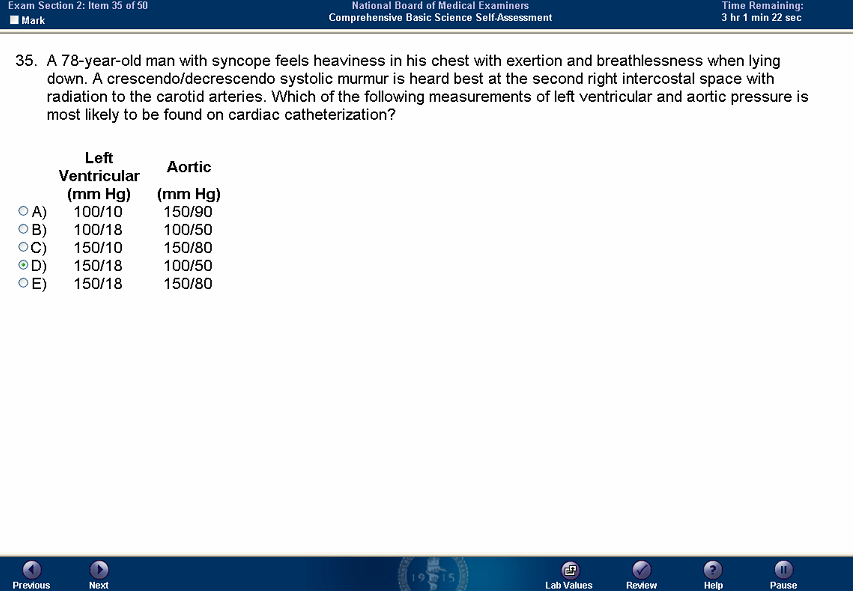 Exam Section 2: Item 35 of 50
National Board of Medical Examiners
Time Remaining:
Mark
Comprehensive Basic Science Self-Assessment
3 hr 1 min 22 sec
35. A 78-year-old man with syncope feels heaviness in his chest with exertion and breathlessness when lying
down. A crescendo/decrescendo systolic murmur is heard best at the second right intercostal space with
radiation to the carotid arteries. Which of the following measurements of left ventricular and aortic pressure is
most likely to be found on cardiac catheterization?
Left
Ventricular Aortic
(mm Hg) (mm Hg)
A) 100/10 150/90
B) 100/18 100/50
C) 150/10 150/80
D) 150/18 100/50
E) 150/18 150/80
1915
Previous Next Lab Values Review Help Pause